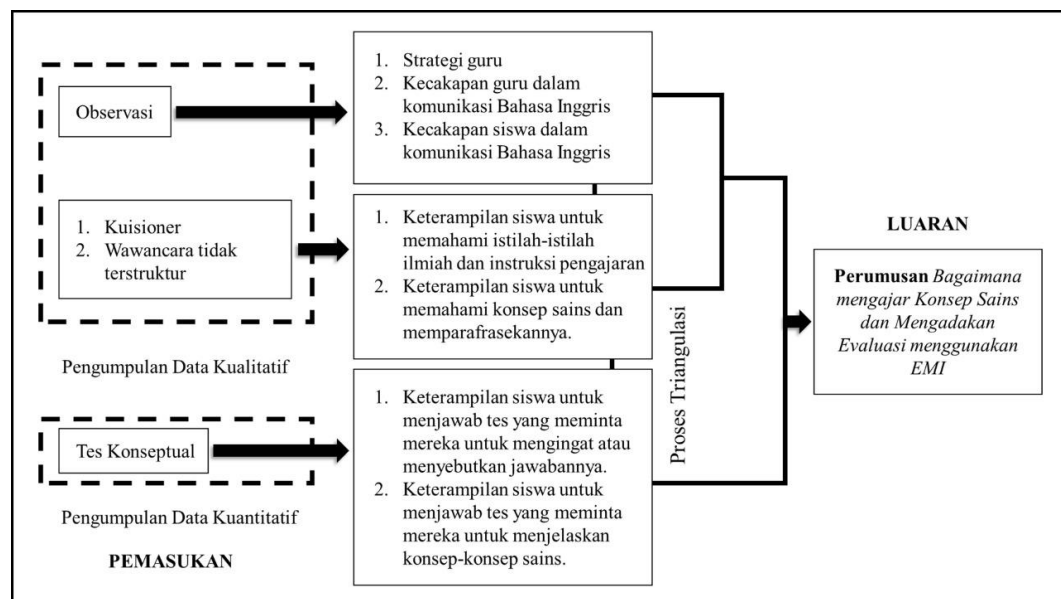 Observasi
1. Kuisioner
2. Wawancara tidak
terstruktur
Pengumpulan Data Kualitatif
Tes Konseptual
Pengumpulan Data Kuantitatif
PEMASUKAN
1. Strategi guru
2. Kecakapan guru dalam
komunikasi Bahasa Inggris
3. Kecakapan siswa dalam
komunikasi Bahasa Inggris
1. Keterampilan siswa untuk
memahami istilah-istilah
ilmiah dan instruksi pengajaran
2. Keterampilan siswa untuk
memahami konsep sains dan
memparafrasekannya.
1. Keterampilan siswa untuk
menjawab tes yang meminta
mereka untuk mengingat atau
menyebutkan jawabannya.
2. Keterampilan siswa untuk
menjawab tes yang meminta
mereka untuk menjelaskan
konsep-konsep sains.
Proses Triangulasi
LUARAN
Perumusan Bagaimana
mengajar Konsep Sains
dan Mengadakan
Evaluasi menggunakan
EMI